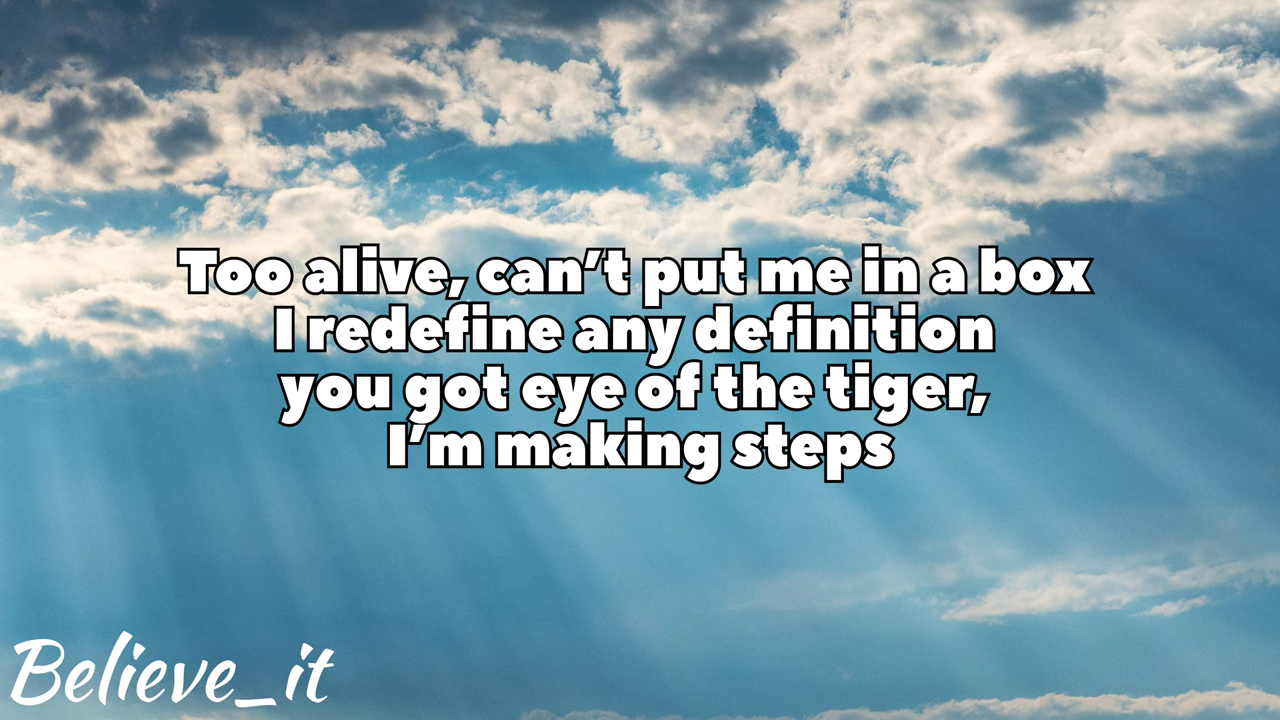 Too alive, can’t put me in a box
I redefine any definition
you got eye of the tiger,
I’m making steps
Believe_it